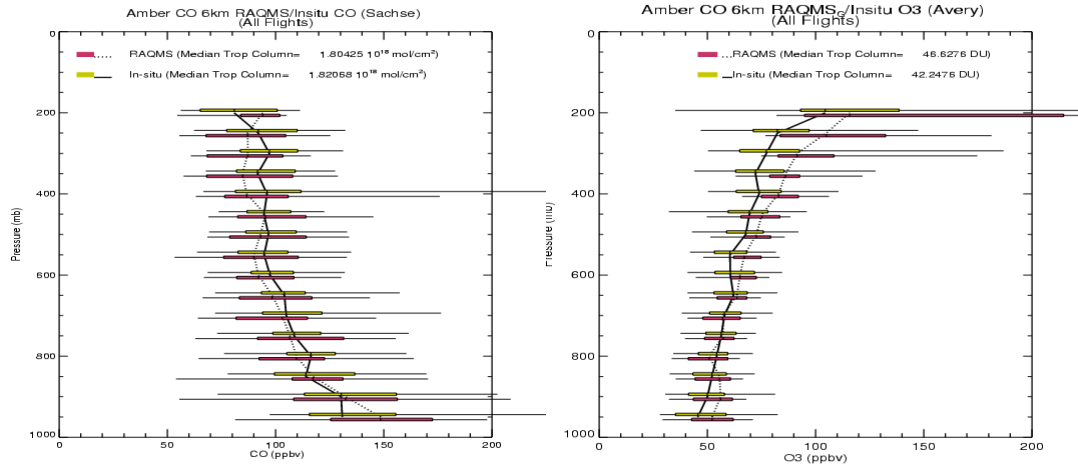 Amber CO 6km RAQMS/Insitu CO (Sachse)
(All Flights)
RAQMS (Median Trop Column= 1.80425 10¹⁸ mol/cm²)
In-situ (Median Trop Column= 1.82068 10¹⁸ mol/cm²)
Pressure (mb)
0
200
400
600
800
1000
0 50 100 150 200
CO (ppbv)
Amber CO 6km RAQMS/Insitu O3 (Avery)
(All Flights)
RAQMS (Median Trop Column= 46.6276 DU)
In-situ (Median Trop Column= 42.2476 DU)
Pressure (mb)
0
200
400
600
800
1000
0 50 100 150 200
O3 (ppbv)